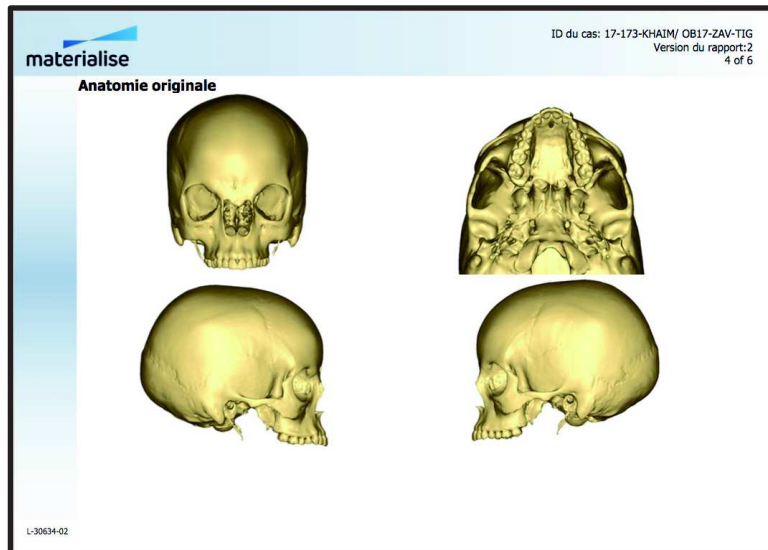 materialise
ID du cas: 17-173-KHAIM/ OB17-ZAV-TIG
Version du rapport:2
4 of 6
Anatomie originale
L-30634-02